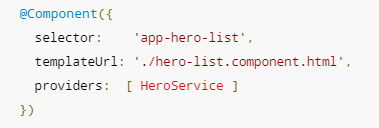 @Component({
  selector:    'app-hero-list',
  templateUrl: './hero-list.component.html',
  providers:  [ HeroService ]
})